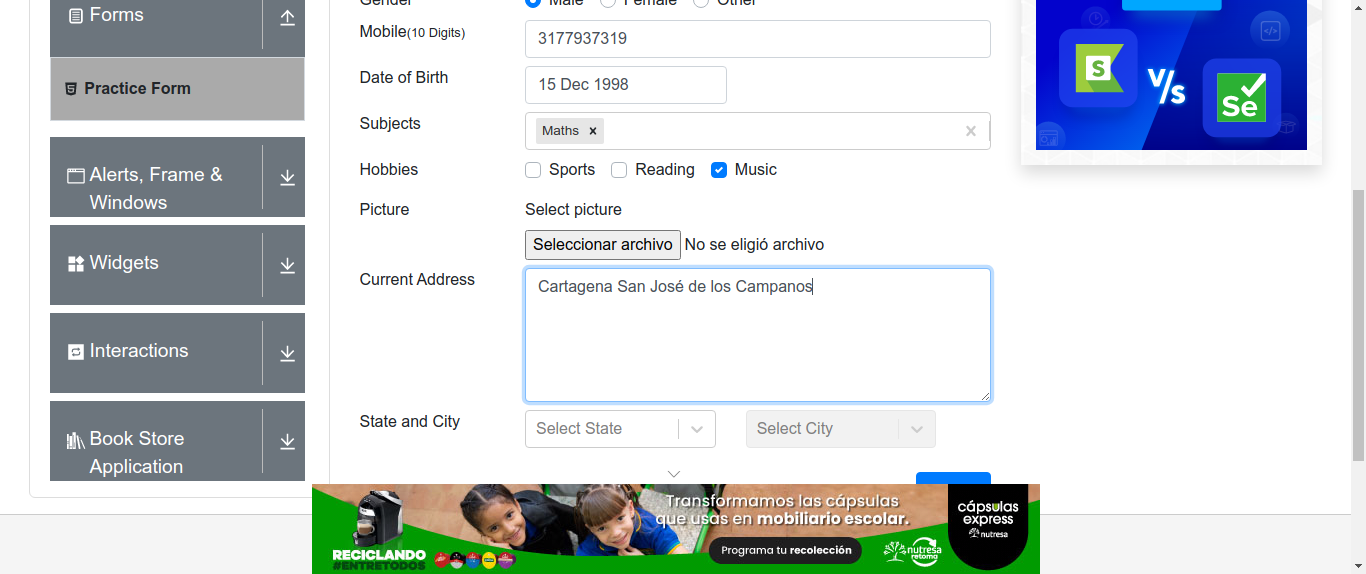 Forms
Practice Form
Alerts, Frame &
Windows
Widgets
Interactions
Book Store
Application
Gender Male Female Other
Mobile(10 Digits) 3177937319
Date of Birth 15 Dec 1998
Subjects Maths ×
Hobbies Sports Reading Music
Picture Select picture
Seleccionar archivo No se eligió archivo
Current Address Cartagena San José de los Campanos
State and City Select State Select City
S V/s Se
Transformamos las cápsulas
que usas en mobiliario escolar.
Programa tu recolección
RECICLANDO
#ENTRETODOS
nutresa
retoma
cápsulas
express
nutresa